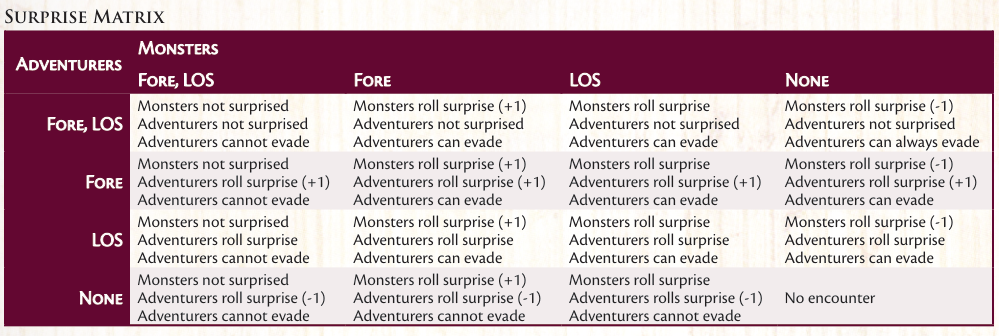 Surprise Matrix
Adventurers
Monsters
Fore, LOS Fore LOS None
Fore, LOS
Monsters not surprised Monsters roll surprise (+1) Monsters roll surprise Monsters roll surprise (-1)
Adventurers not surprised Adventurers not surprised Adventurers not surprised Adventurers not surprised
Adventurers cannot evade Adventurers can evade Adventurers can evade Adventurers can always evade
Fore
Monsters not surprised Monsters roll surprise (+1) Monsters roll surprise Monsters roll surprise (-1)
Adventurers roll surprise (+1) Adventurers roll surprise (+1) Adventurers roll surprise (+1) Adventurers roll surprise (+1)
Adventurers cannot evade Adventurers can evade Adventurers can evade Adventurers can evade
LOS
Monsters not surprised Monsters roll surprise (+1) Monsters roll surprise Monsters roll surprise (-1)
Adventurers roll surprise Adventurers roll surprise Adventurers roll surprise Adventurers roll surprise
Adventurers cannot evade Adventurers can evade Adventurers can evade Adventurers can evade
None
Monsters not surprised Monsters roll surprise (+1) Monsters roll surprise
Adventurers roll surprise (-1) Adventurers roll surprise (-1) Adventurers rolls surprise (-1) No encounter
Adventurers cannot evade Adventurers cannot evade Adventurers cannot evade